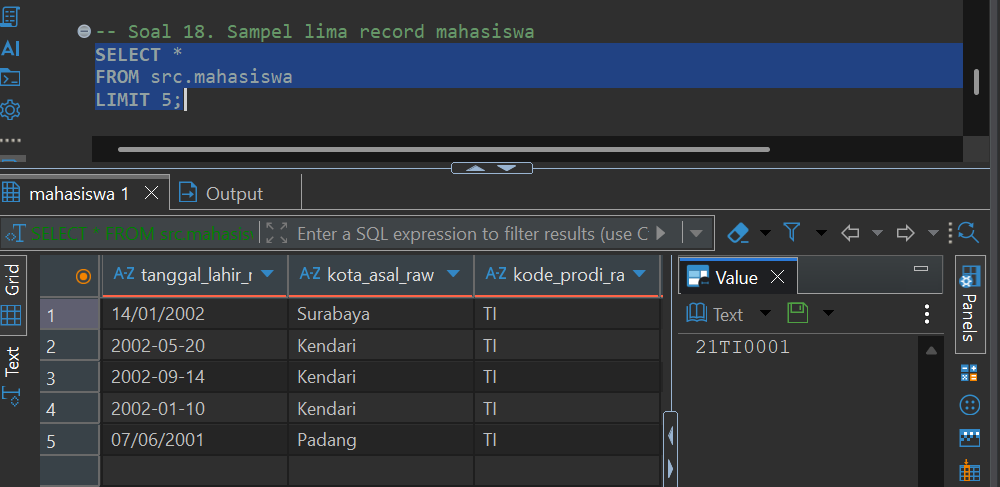 -- Soal 18. Sampel lima record mahasiswa
SELECT *
FROM src.mahasiswa
LIMIT 5;
AI
mahasiswa 1
Output
SELECT * FROM src.mahasis
Enter a SQL expression to filter results (use C
Grid
Text
A-Z tanggal_lahir_r A-Z kota_asal_raw A-Z kode_prodi_ra
1 14/01/2002 Surabaya TI
2 2002-05-20 Kendari TI
3 2002-09-14 Kendari TI
4 2002-01-10 Kendari TI
5 07/06/2001 Padang TI
Value
Text
21TI0001
Panels